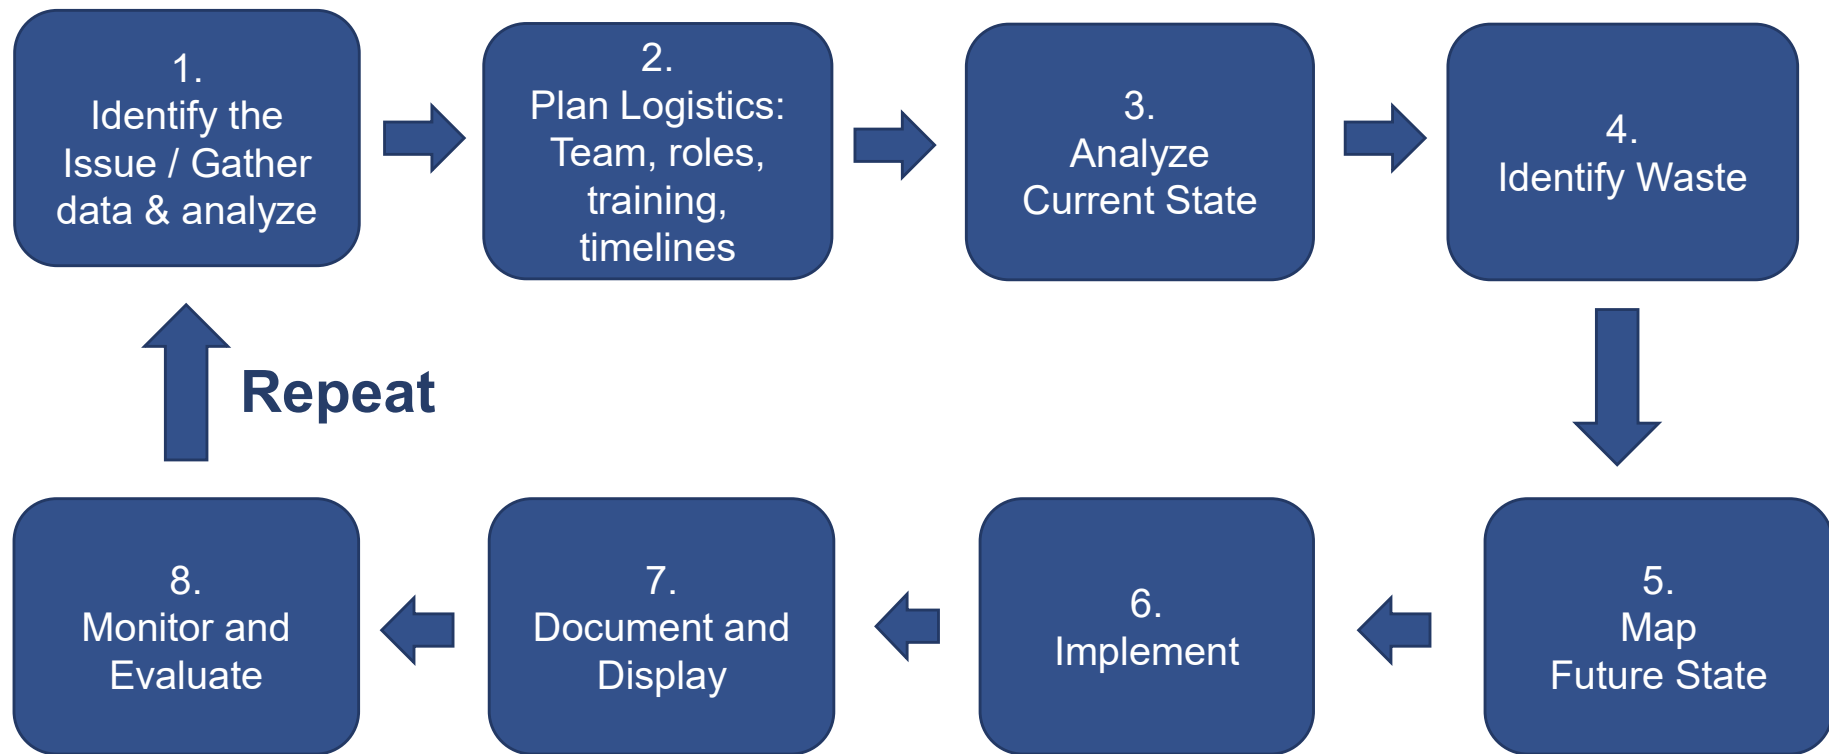 1.
Identify the
Issue / Gather
data & analyze
2.
Plan Logistics:
Team, roles,
training,
timelines
3.
Analyze
Current State
4.
Identify Waste
Repeat
5.
Map
Future State
6.
Implement
7.
Document and
Display
8.
Monitor and
Evaluate